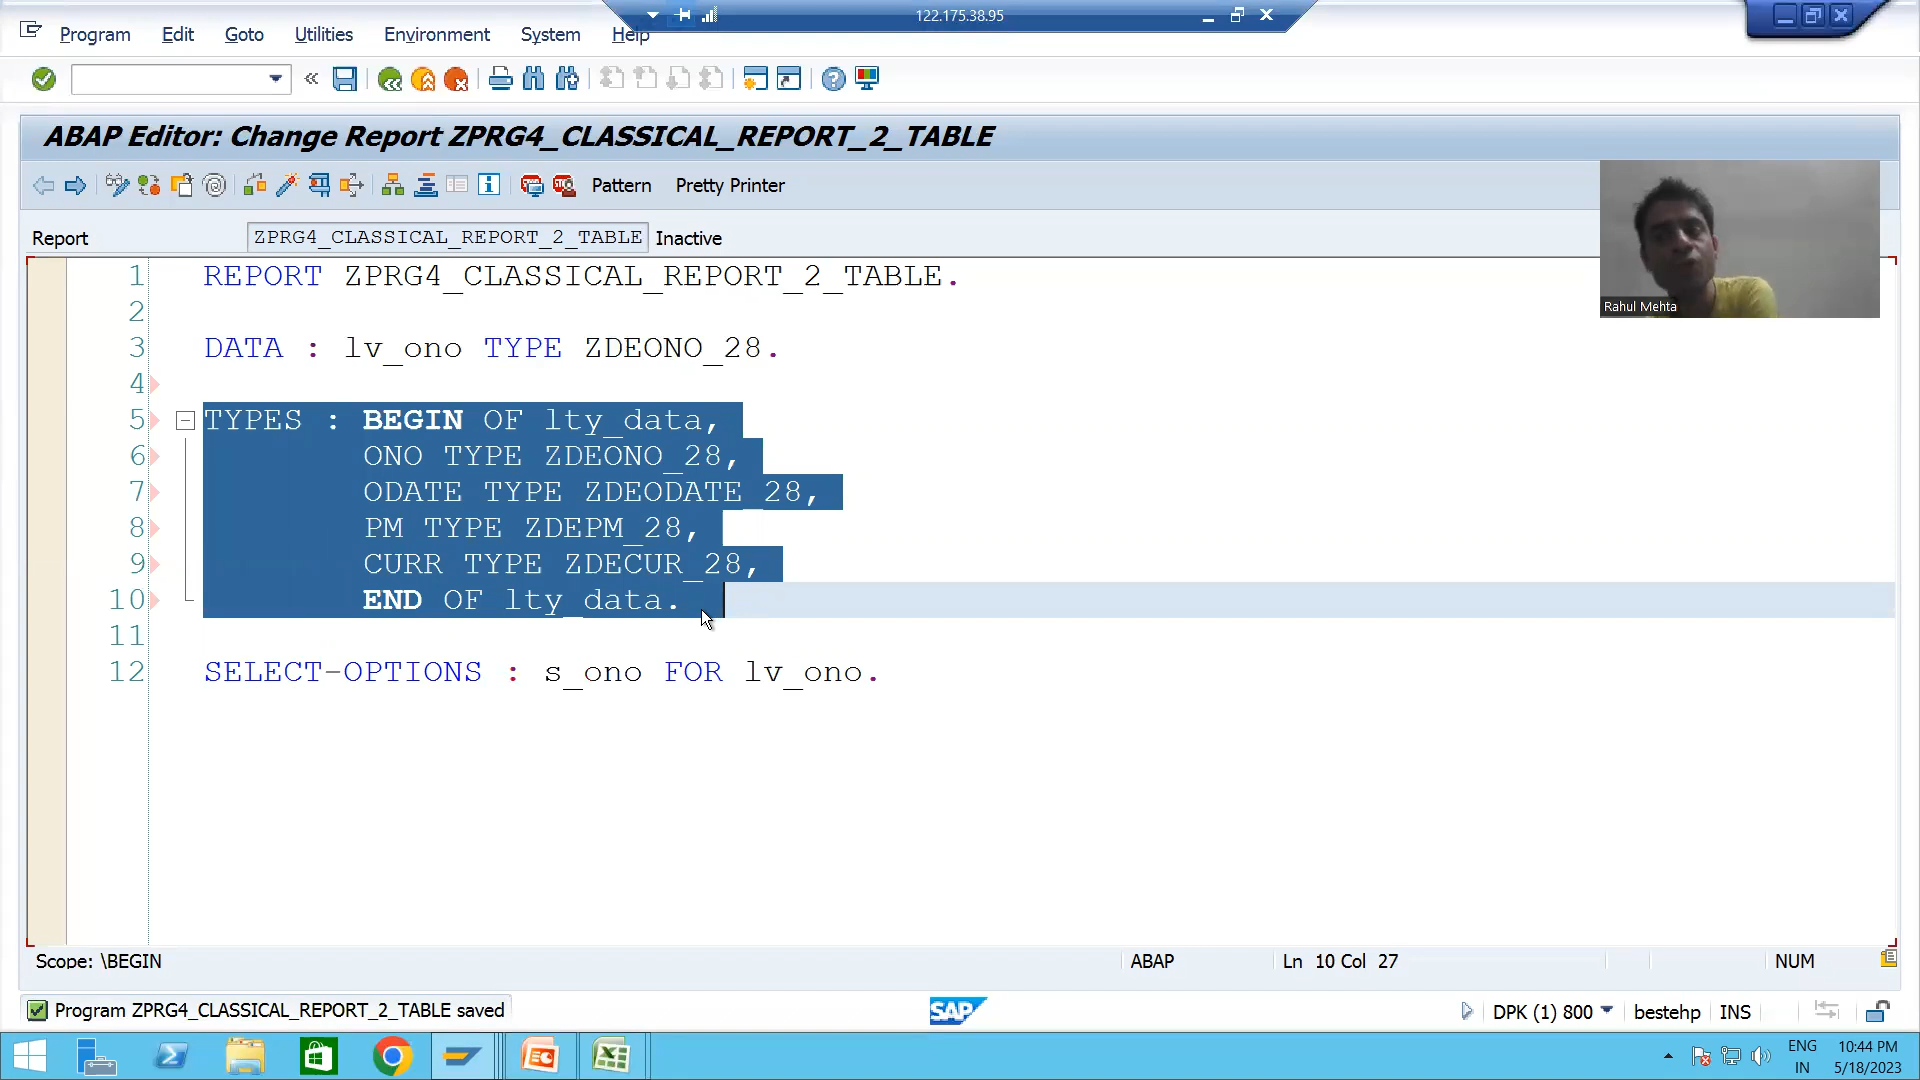 122.175.38.95
Program Edit Goto Utilities Environment System Help
ABAP Editor: Change Report ZPRG4_CLASSICAL_REPORT_2_TABLE
Pattern Pretty Printer
Report ZPRG4_CLASSICAL_REPORT_2_TABLE Inactive
Rahul Mehta
1 REPORT ZPRG4_CLASSICAL_REPORT_2_TABLE.
2
3 DATA : lv_ono TYPE ZDEONO_28.
4
5 TYPES : BEGIN OF lty_data,
6 ONO TYPE ZDEONO_28,
7 ODATE TYPE ZDEODATE_28,
8 PM TYPE ZDEPM_28,
9 CURR TYPE ZDECUR_28,
10 END OF lty_data.
11
12 SELECT-OPTIONS : s_ono FOR lv_ono.
Scope: \BEGIN ABAP Ln 10 Col 27 NUM
Program ZPRG4_CLASSICAL_REPORT_2_TABLE saved SAP DPK (1) 800 bestehp INS
ENG 10:44 PM
IN 5/18/2023